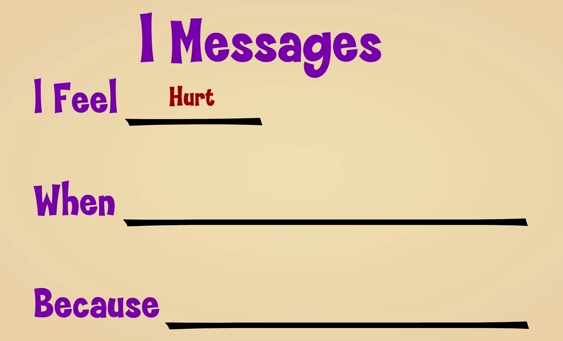 I Messages
I Feel Hurt
When
Because